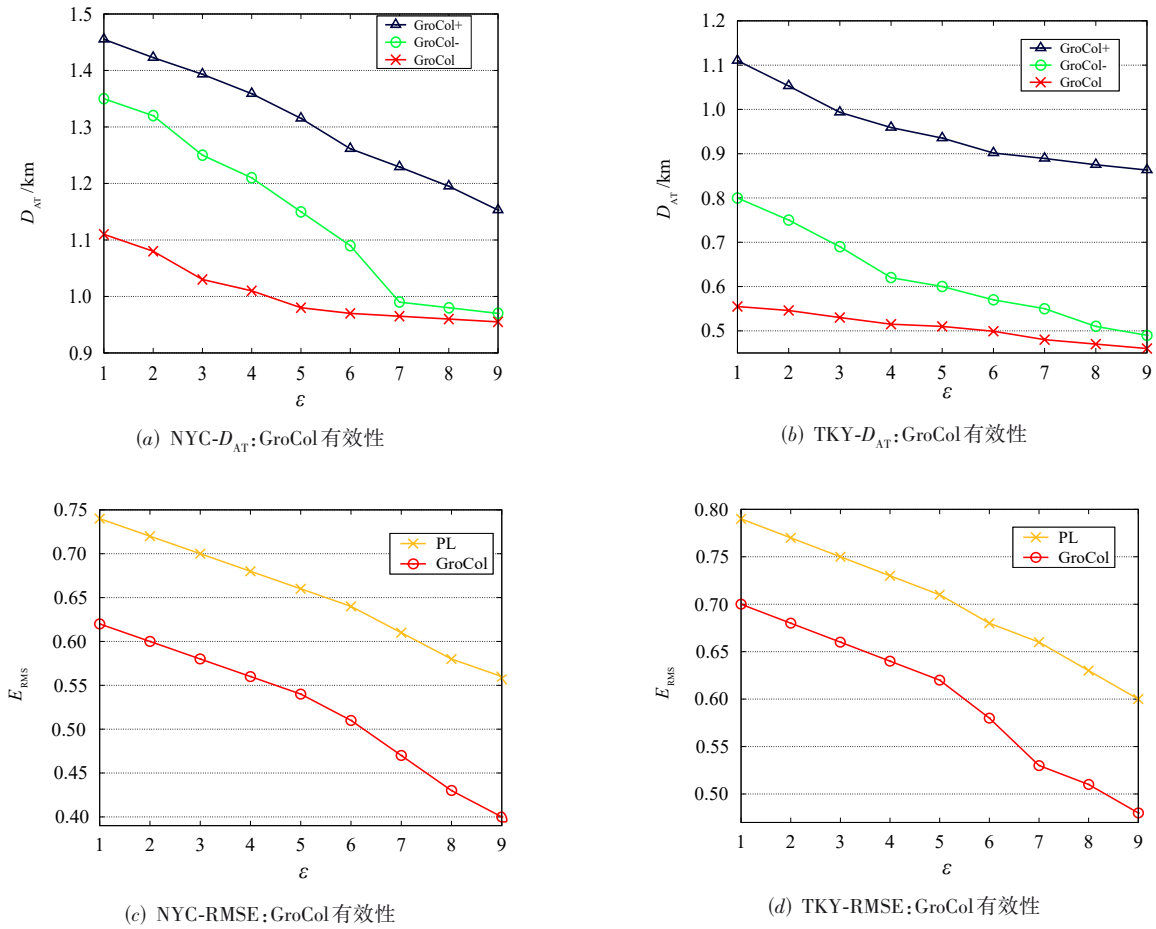 1.5
1.4
1.3
1.2
1.1
1.0
0.9
D_AT /km
GroCol+
GroCol-
GroCol
1 2 3 4 5 6 7 8 9
ε
(a) NYC-D_AT:GroCol有效性
1.2
1.1
1.0
0.9
0.8
0.7
0.6
0.5
D_AT /km
GroCol+
GroCol-
GroCol
1 2 3 4 5 6 7 8 9
ε
(b) TKY-D_AT:GroCol有效性
0.75
0.70
0.65
0.60
0.55
0.50
0.45
0.40
E_RMS
PL
GroCol
1 2 3 4 5 6 7 8 9
ε
(c) NYC-RMSE:GroCol有效性
0.80
0.75
0.70
0.65
0.60
0.55
0.50
E_RMS
PL
GroCol
1 2 3 4 5 6 7 8 9
ε
(d) TKY-RMSE:GroCol有效性